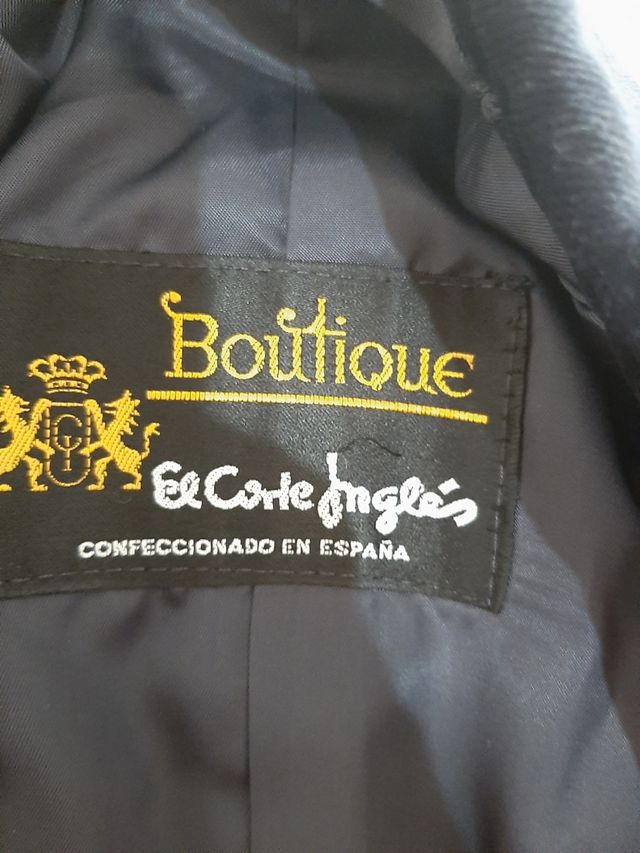 Boutique
El Corte Inglés
CONFECCIONADO EN ESPAÑA